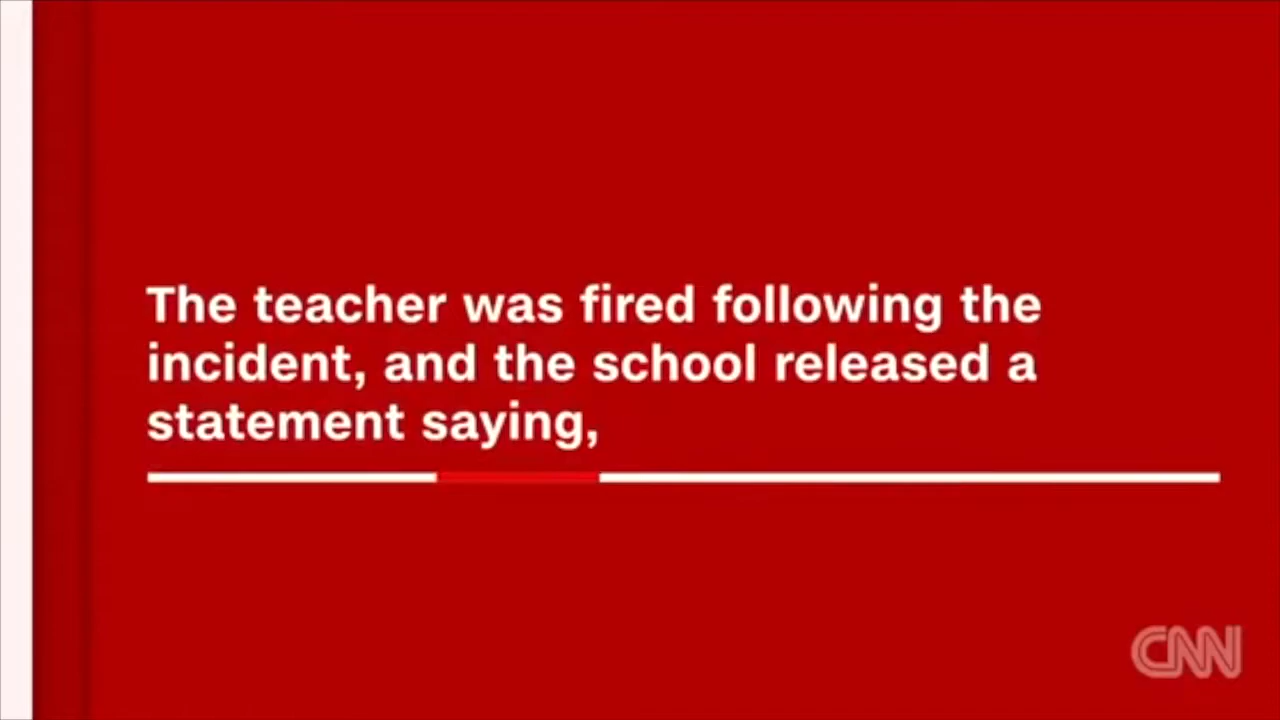 The teacher was fired following the
incident, and the school released a
statement saying,
CNN